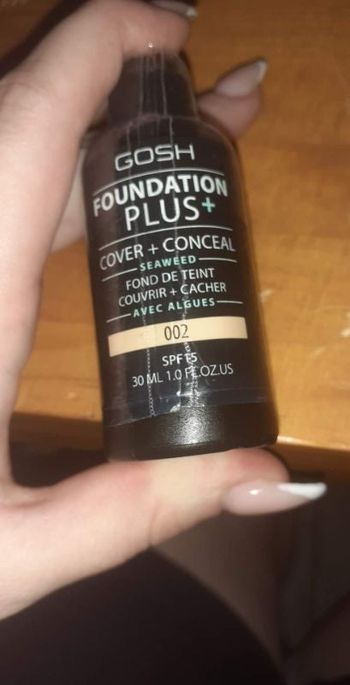 GOSH
FOUNDATION
PLUS+
COVER + CONCEAL
SEAWEED
FOND DE TEINT
COUVRIR + CACHER
AVEC ALGUES
002
SPF15
30 ML 1.0 FL.OZ.US